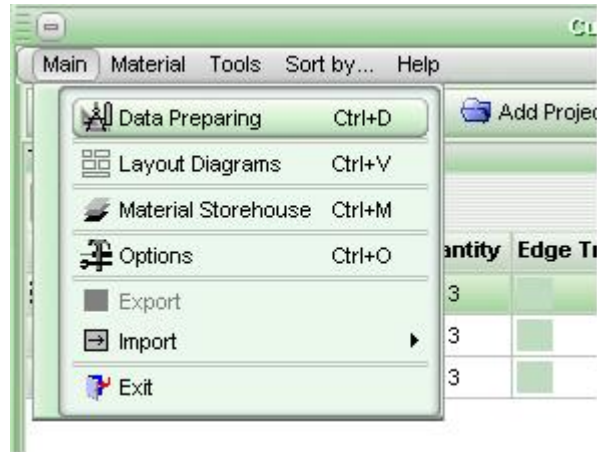 Main Material Tools Sort by... Help
Data Preparing Ctrl+D
Add Projec
Layout Diagrams Ctrl+V
Material Storehouse Ctrl+M
Options Ctrl+O
antity Edge Tr
Export
3
Import
3
Exit
3